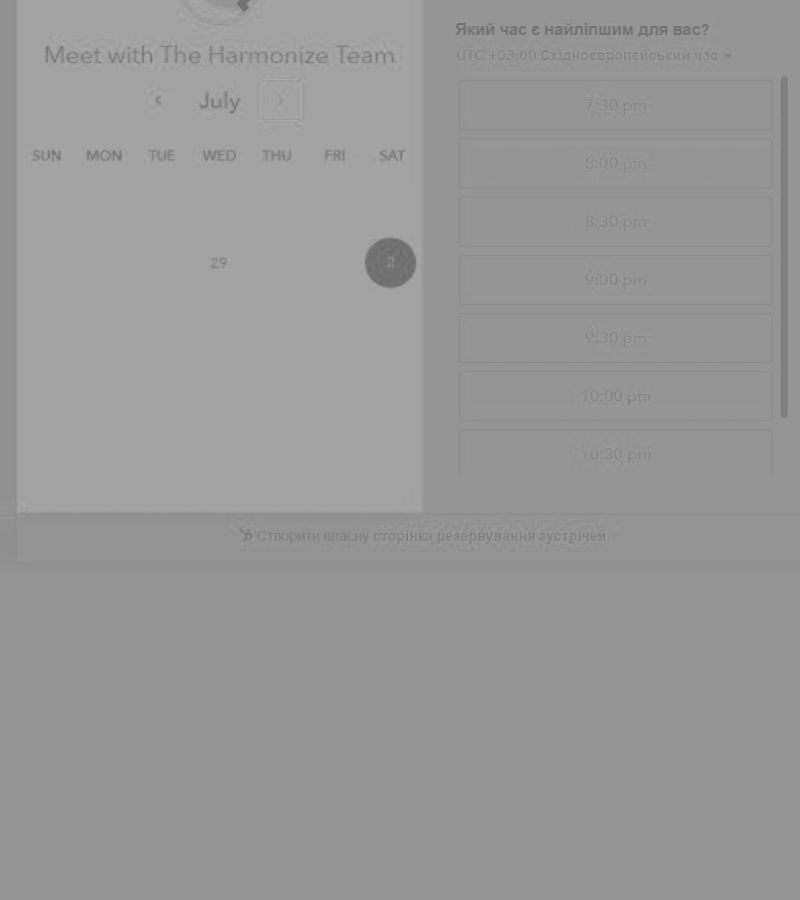 Meet with The Harmonize Team
July
SUN MON TUE WED THU FRI SAT
29 2
Який час є найліпшим для вас?
UTC +03:00 Східноєвропейський час
7:30 pm
8:00 pm
8:30 pm
9:00 pm
9:30 pm
10:00 pm
10:30 pm
Створити власну сторінка резервування зустрічей